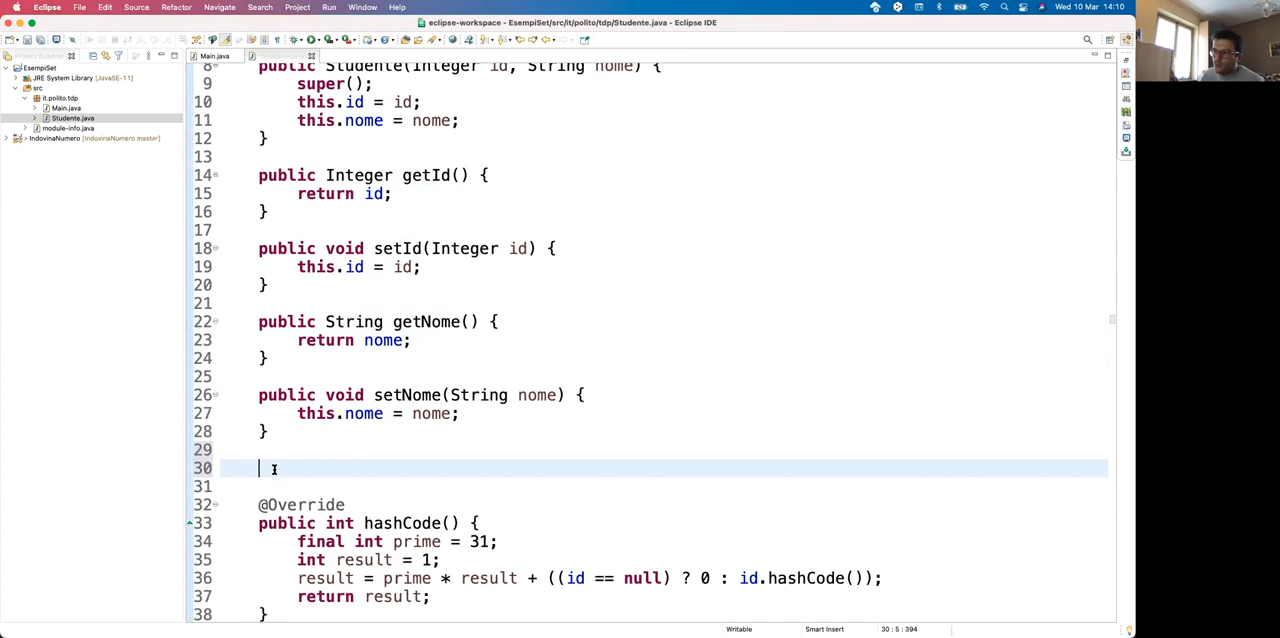 Eclipse File Edit Source Refactor Navigate Search Project Run Window Help Wed 10 Mar 14:10
eclipse-workspace - EsempiSet/src/it/polito/tdp/Studente.java - Eclipse IDE
Main.java
EsempiSet
JRE System Library [JavaSE-11]
src
it.polito.tdp
Main.java
Studente.java
module-info.java
> IndovinaNumero [IndovinaNumero master]
8 public Studente(Integer id, String nome) {
9 super();
10 this.id = id;
11 this.nome = nome;
12 }
13
14 public Integer getId() {
15 return id;
16 }
17
18 public void setId(Integer id) {
19 this.id = id;
20 }
21
22 public String getNome() {
23 return nome;
24 }
25
26 public void setNome(String nome) {
27 this.nome = nome;
28 }
29
30
31
32 @Override
33 public int hashCode() {
34 final int prime = 31;
35 int result = 1;
36 result = prime * result + ((id == null) ? 0 : id.hashCode());
37 return result;
38 }
Writable Smart Insert 30 : 5 : 394